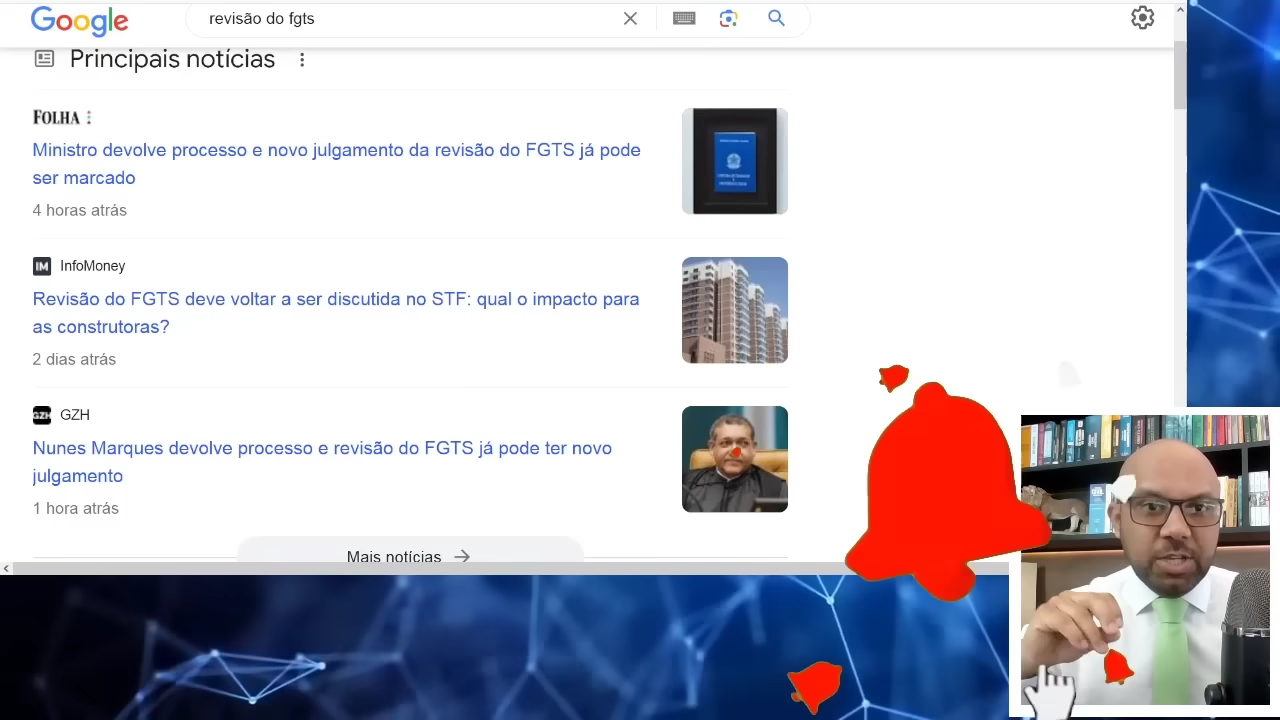 Google
revisão do fgts
Principais notícias
FOLHA
Ministro devolve processo e novo julgamento da revisão do FGTS já pode
ser marcado
4 horas atrás
IM InfoMoney
Revisão do FGTS deve voltar a ser discutida no STF: qual o impacto para
as construtoras?
2 dias atrás
GZH GZH
Nunes Marques devolve processo e revisão do FGTS já pode ter novo
julgamento
1 hora atrás
Mais notícias